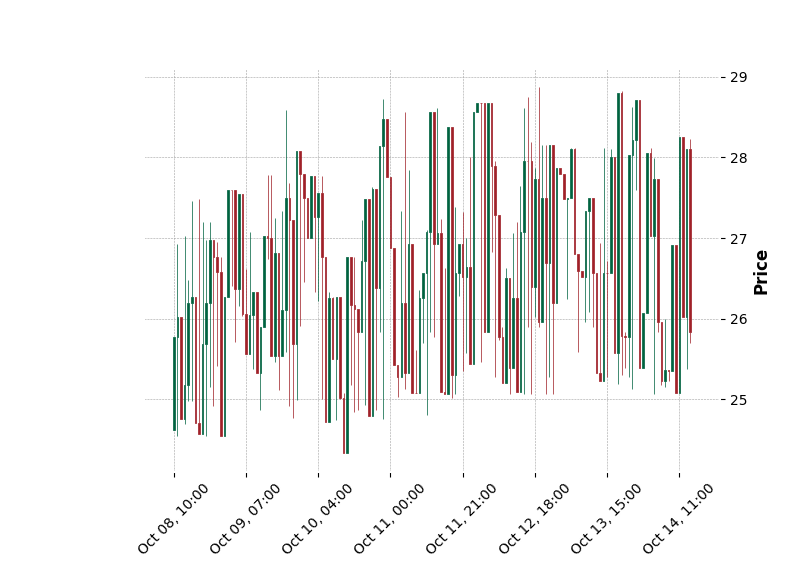 29
28
27
26
25
Price
Oct 08, 10:00
Oct 09, 07:00
Oct 10, 04:00
Oct 11, 00:00
Oct 11, 21:00
Oct 12, 18:00
Oct 13, 15:00
Oct 14, 11:00